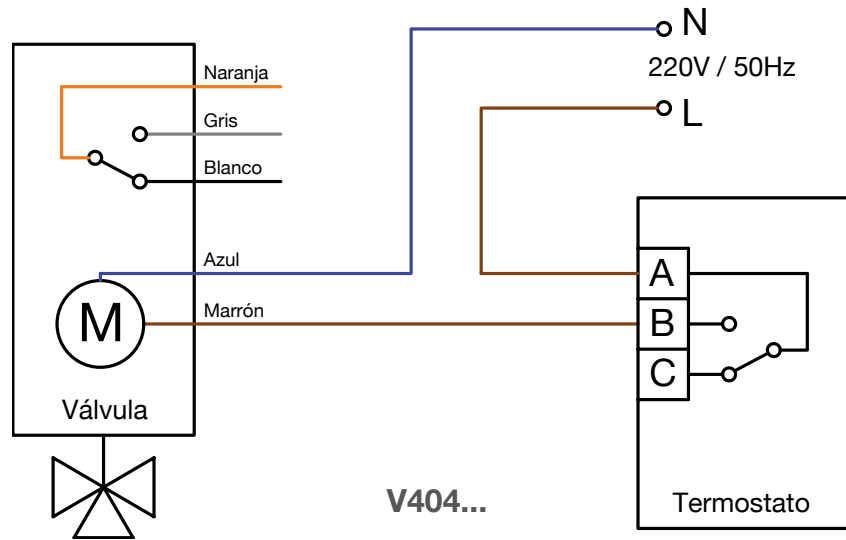 N
Naranja
220V / 50Hz
Gris
L
Blanco
Azul
A
M
Marrón
B
C
Válvula
V404...
Termostato